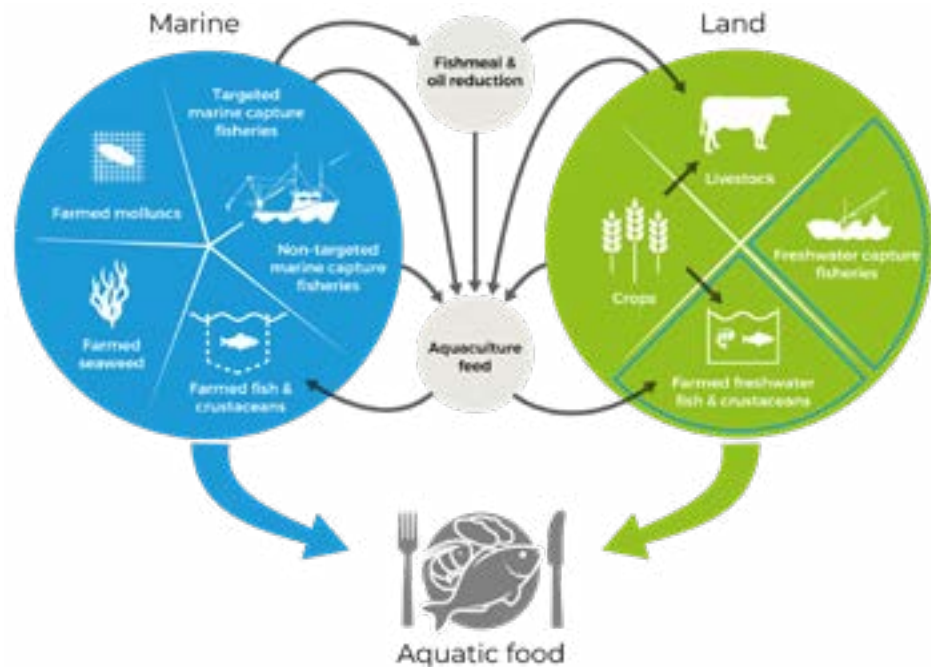 Marine
Land
Targeted
marine capture
fisheries
Farmed molluscs
Non-targeted
marine capture
fisheries
Farmed
seaweed
Farmed fish &
crustaceans
Fishmeal &
oil reduction
Aquaculture
feed
Livestock
Crops
Freshwater capture
fisheries
Farmed freshwater
fish & crustaceans
Aquatic food